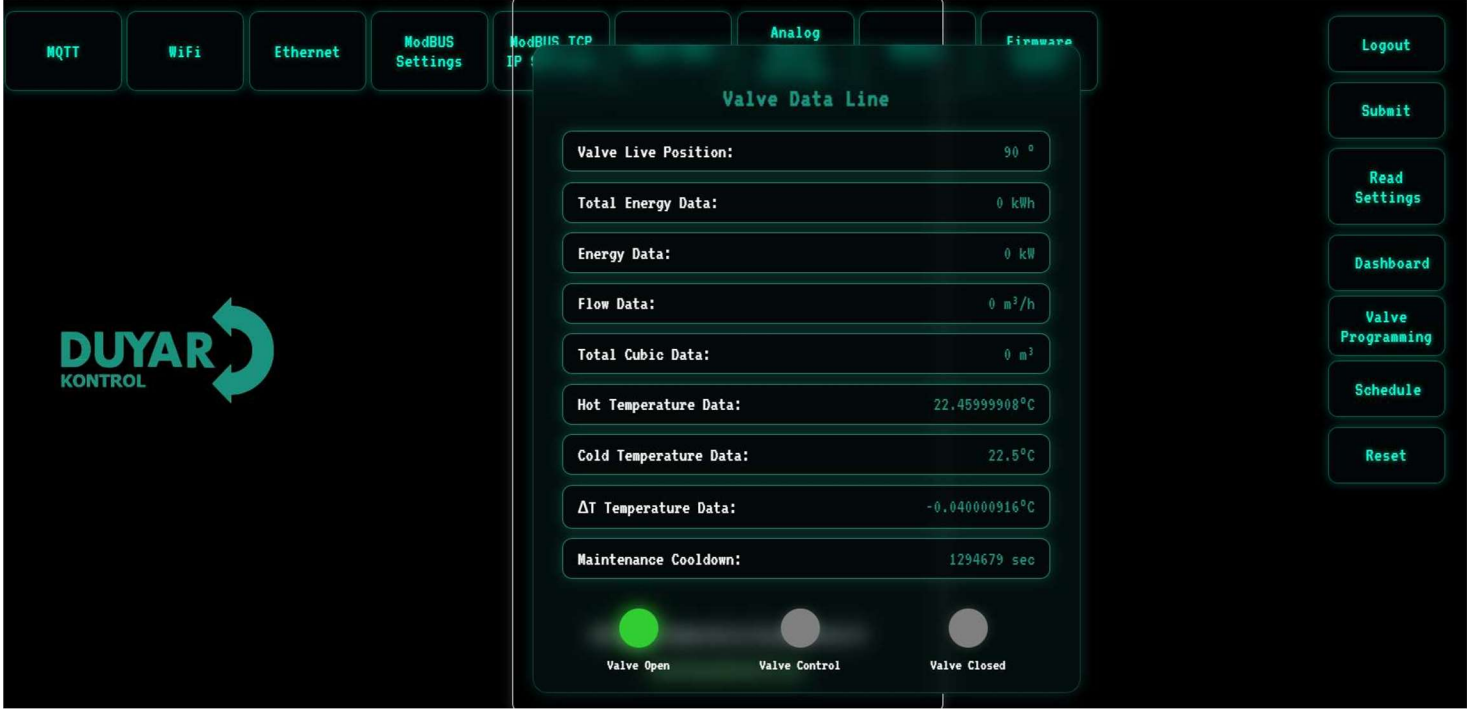 MQTT
WiFi
Ethernet
ModBUS
Settings
ModBUS TCP
IP
Analog
Firmware
Logout
Submit
Read
Settings
Dashboard
Valve
Programming
Schedule
Reset
DUYAR
KONTROL
Valve Data Line
Valve Live Position: 90 °
Total Energy Data: 0 kWh
Energy Data: 0 kW
Flow Data: 0 m³/h
Total Cubic Data: 0 m³
Hot Temperature Data: 22.45999908°C
Cold Temperature Data: 22.5°C
ΔT Temperature Data: -0.040000916°C
Maintenance Cooldown: 1294679 sec
Valve Open
Valve Control
Valve Closed